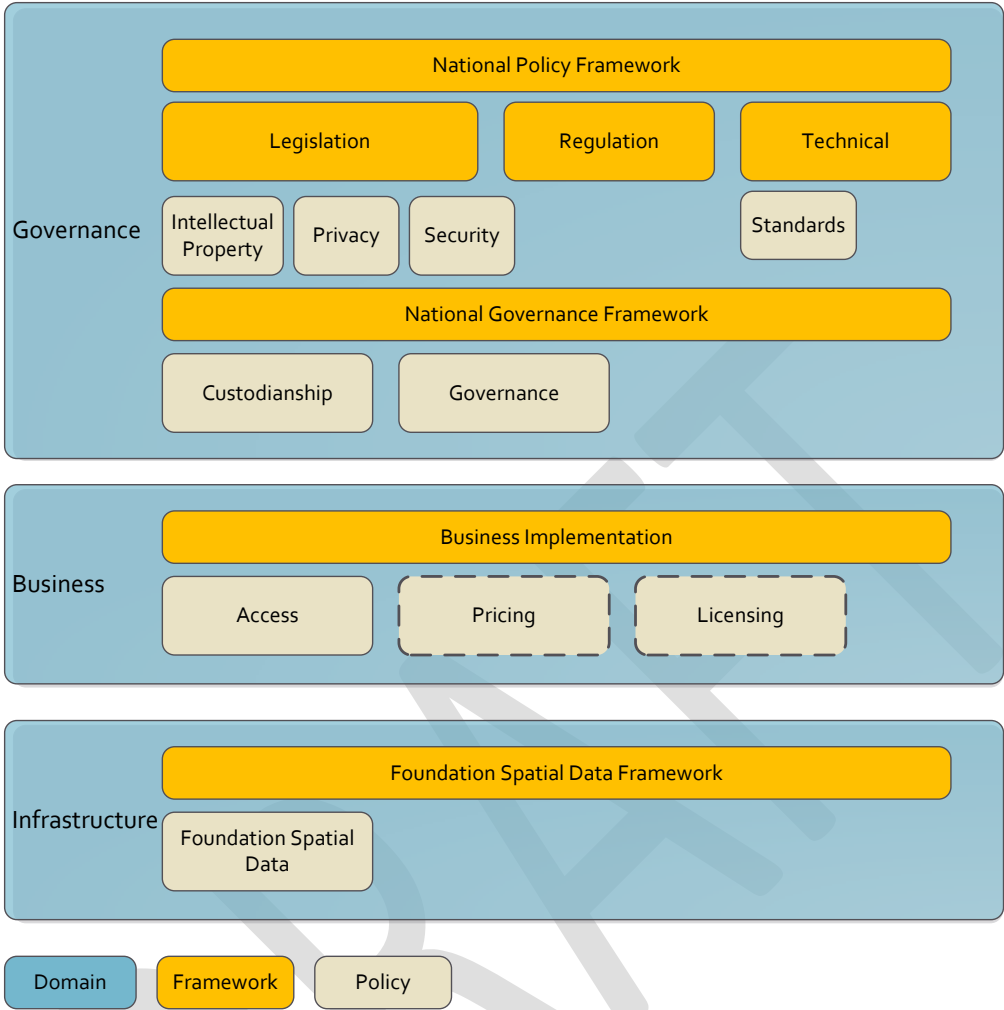 National Policy Framework
Legislation
Regulation
Technical
Governance
Intellectual
Property
Privacy
Security
Standards
National Governance Framework
Custodianship
Governance
Business Implementation
Business
Access
Pricing
Licensing
Foundation Spatial Data Framework
Infrastructure
Foundation Spatial
Data
Domain
Framework
Policy
DRAFT